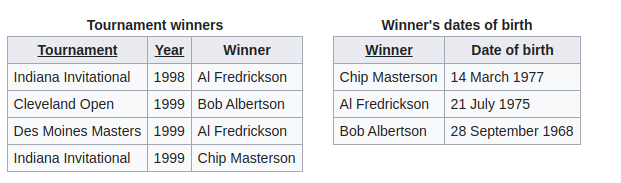 Tournament winners
Tournament Year Winner
Indiana Invitational 1998 Al Fredrickson
Cleveland Open 1999 Bob Albertson
Des Moines Masters 1999 Al Fredrickson
Indiana Invitational 1999 Chip Masterson
Winner's dates of birth
Winner Date of birth
Chip Masterson 14 March 1977
Al Fredrickson 21 July 1975
Bob Albertson 28 September 1968